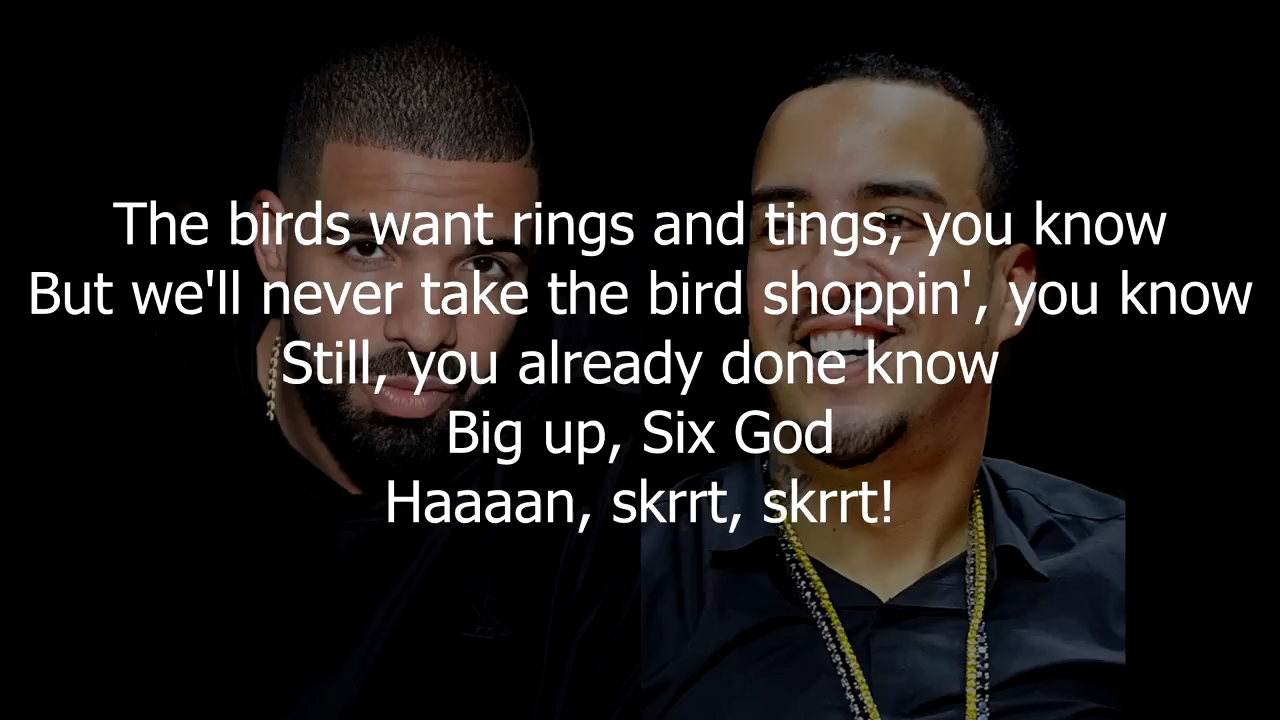 The birds want rings and tings, you know
But we'll never take the bird shoppin', you know
Still, you already done know
Big up, Six God
Haaaan, skrrt, skrrt!